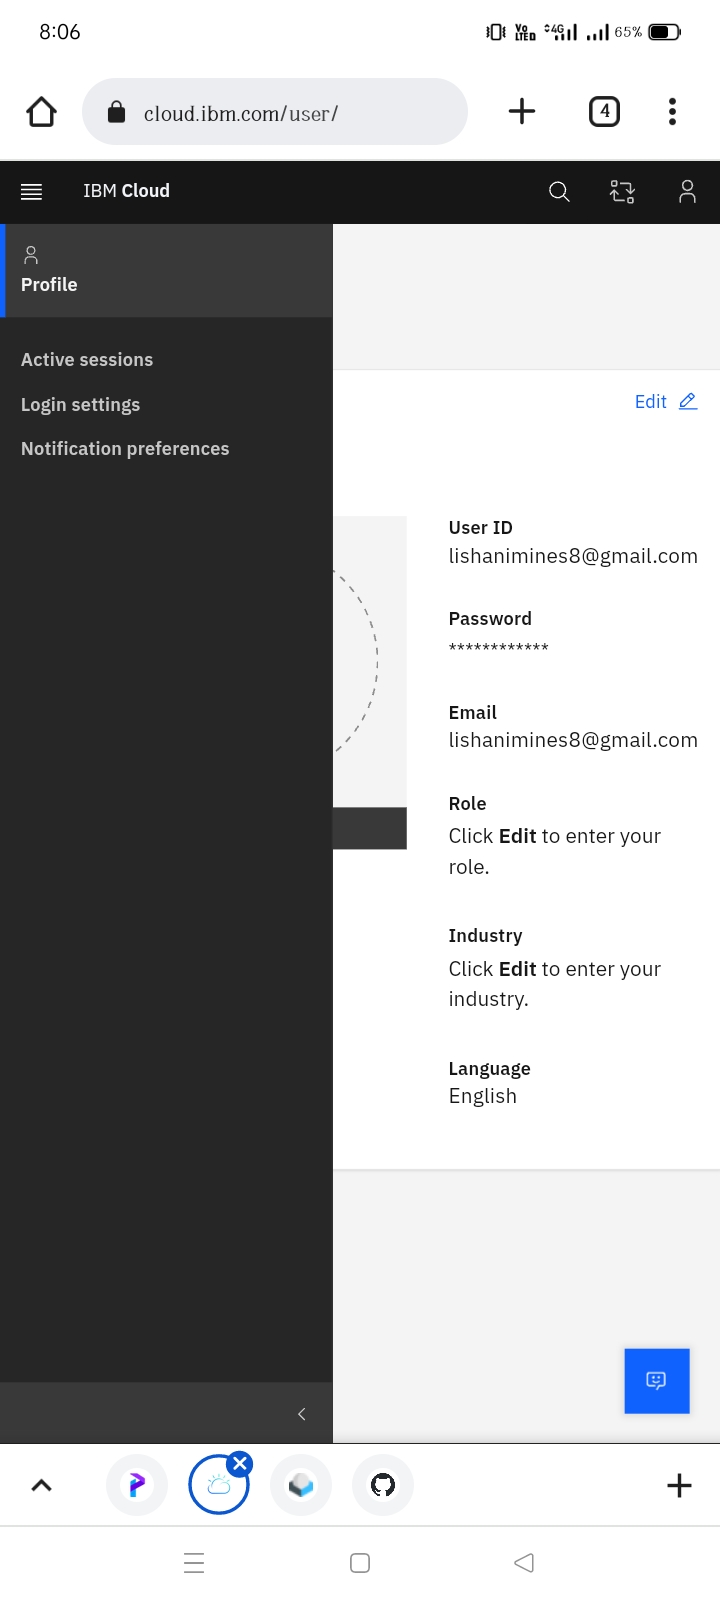 8:06
Vo LTED 4G 65%
cloud.ibm.com/user/
4
IBM Cloud
Profile
Active sessions
Login settings
Notification preferences
Edit
User ID
lishanimines8@gmail.com
Password
************
Email
lishanimines8@gmail.com
Role
Click Edit to enter your
role.
Industry
Click Edit to enter your
industry.
Language
English